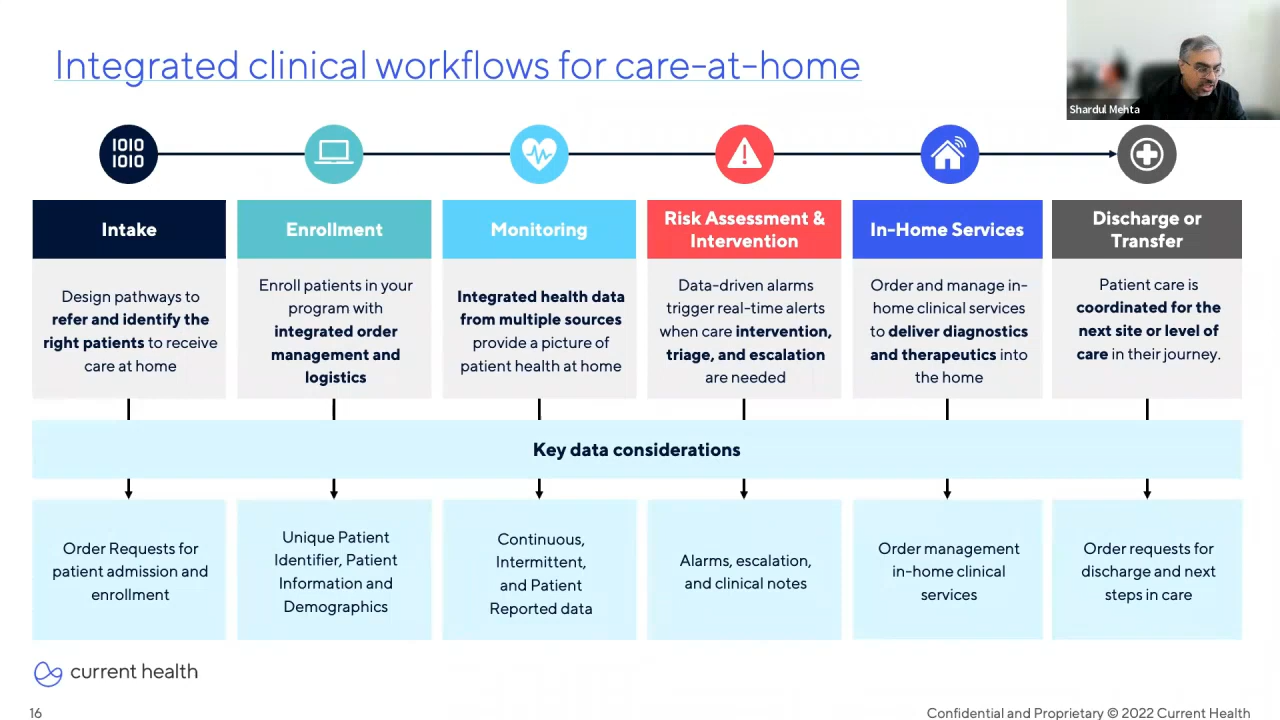 Integrated clinical workflows for care-at-home
Shardul Mehta
1010
1010
Intake
Design pathways to
refer and identify the
right patients to receive
care at home
Enrollment
Enroll patients in your
program with
integrated order
management and
logistics
Monitoring
Integrated health data
from multiple sources
provide a picture of
patient health at home
Risk Assessment &
Intervention
Data-driven alarms
trigger real-time alerts
when care intervention,
triage, and escalation
are needed
In-Home Services
Order and manage in-
home clinical services
to deliver diagnostics
and therapeutics into
the home
Discharge or
Transfer
Patient care is
coordinated for the
next site or level of
care in their journey.
Key data considerations
Order Requests for
patient admission and
enrollment
Unique Patient
Identifier, Patient
Information and
Demographics
Continuous,
Intermittent,
and Patient
Reported data
Alarms, escalation,
and clinical notes
Order management
in-home clinical
services
Order requests for
discharge and next
steps in care
current health
16
Confidential and Proprietary © 2022 Current Health